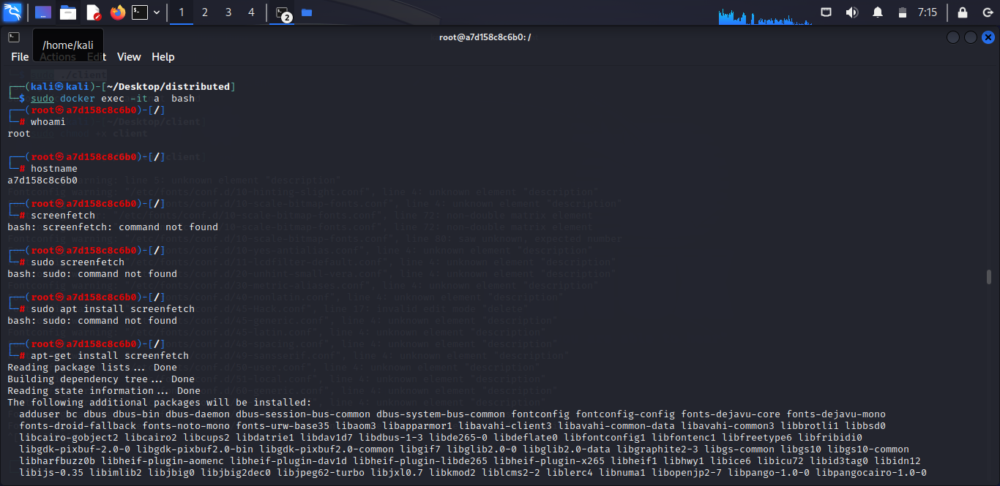 1 2 3 4 2 7:15
root@a7d158c8c6b0: /
/home/kali
File Actions Edit View Help
./client
┌──(kali㉿kali)-[~/Desktop/distributed]
└─$ sudo docker exec -it a  bash
┌──(root㉿a7d158c8c6b0)-[/]
└─# whoami
root
┌──(root㉿a7d158c8c6b0)-[/]
└─# hostname
a7d158c8c6b0
┌──(root㉿a7d158c8c6b0)-[/]
└─# screenfetch
bash: screenfetch: command not found
┌──(root㉿a7d158c8c6b0)-[/]
└─# sudo screenfetch
bash: sudo: command not found
┌──(root㉿a7d158c8c6b0)-[/]
└─# sudo apt install screenfetch
bash: sudo: command not found
┌──(root㉿a7d158c8c6b0)-[/]
└─# apt-get install screenfetch
Reading package lists... Done
Building dependency tree... Done
Reading state information... Done
The following additional packages will be installed:
  adduser bc dbus dbus-bin dbus-daemon dbus-session-bus-common dbus-system-bus-common fontconfig fontconfig-config fonts-dejavu-core fonts-dejavu-mono
  fonts-droid-fallback fonts-noto-mono fonts-urw-base35 libaom3 libapparmor1 libavahi-client3 libavahi-common-data libavahi-common3 libbrotli1 libbsd0
  libcairo-gobject2 libcairo2 libcups2 libdatrie1 libdav1d7 libdbus-1-3 libde265-0 libdeflate0 libfontconfig1 libfontenc1 libfreetype6 libfribidi0
  libgdk-pixbuf-2.0-0 libgdk-pixbuf2.0-bin libgdk-pixbuf2.0-common libgif7 libglib2.0-0 libglib2.0-data libgraphite2-3 libgs-common libgs10 libgs10-common
  libharfbuzz0b libheif-plugin-aomenc libheif-plugin-dav1d libheif-plugin-libde265 libheif-plugin-x265 libheif1 libhwy1 libice6 libicu72 libid3tag0 libidn12
  libijs-0.35 libimlib2 libjbig0 libjbig2dec0 libjpeg62-turbo libjxl0.7 libkmod2 liblcms2-2 liblerc4 libnuma1 libopenjp2-7 libpango-1.0-0 libpangocairo-1.0-0